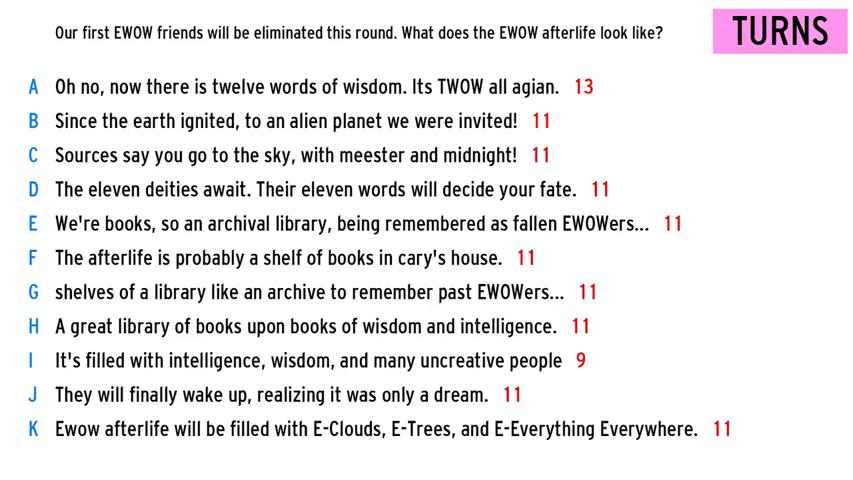 Our first EWOW friends will be eliminated this round. What does the EWOW afterlife look like?
TURNS
A Oh no, now there is twelve words of wisdom. Its TWOW all agian. 13
B Since the earth ignited, to an alien planet we were invited! 11
C Sources say you go to the sky, with meester and midnight! 11
D The eleven deities await. Their eleven words will decide your fate. 11
E We're books, so an archival library, being remembered as fallen EWOWers... 11
F The afterlife is probably a shelf of books in cary's house. 11
G shelves of a library like an archive to remember past EWOWers... 11
H A great library of books upon books of wisdom and intelligence. 11
I It's filled with intelligence, wisdom, and many uncreative people 9
J They will finally wake up, realizing it was only a dream. 11
K Ewow afterlife will be filled with E-Clouds, E-Trees, and E-Everything Everywhere. 11